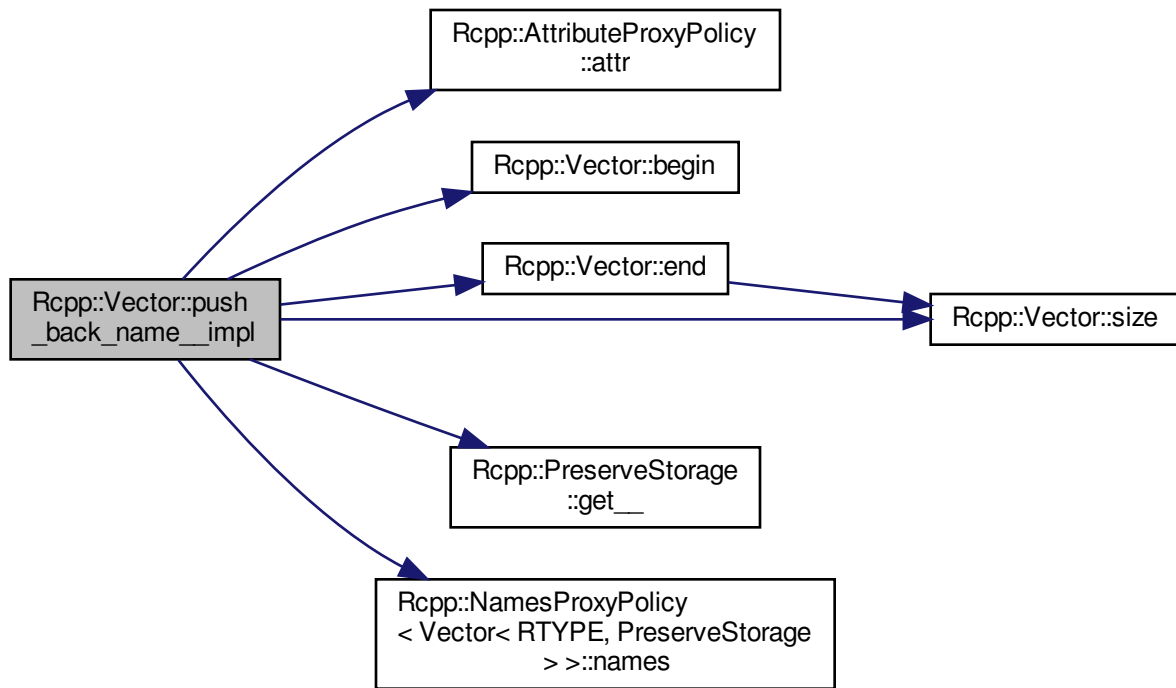 Rcpp::AttributeProxyPolicy
::attr
Rcpp::Vector::begin
Rcpp::Vector::end
Rcpp::Vector::push
_back_name__impl
Rcpp::Vector::size
Rcpp::PreserveStorage
::get__
Rcpp::NamesProxyPolicy
< Vector< RTYPE, PreserveStorage
> >::names